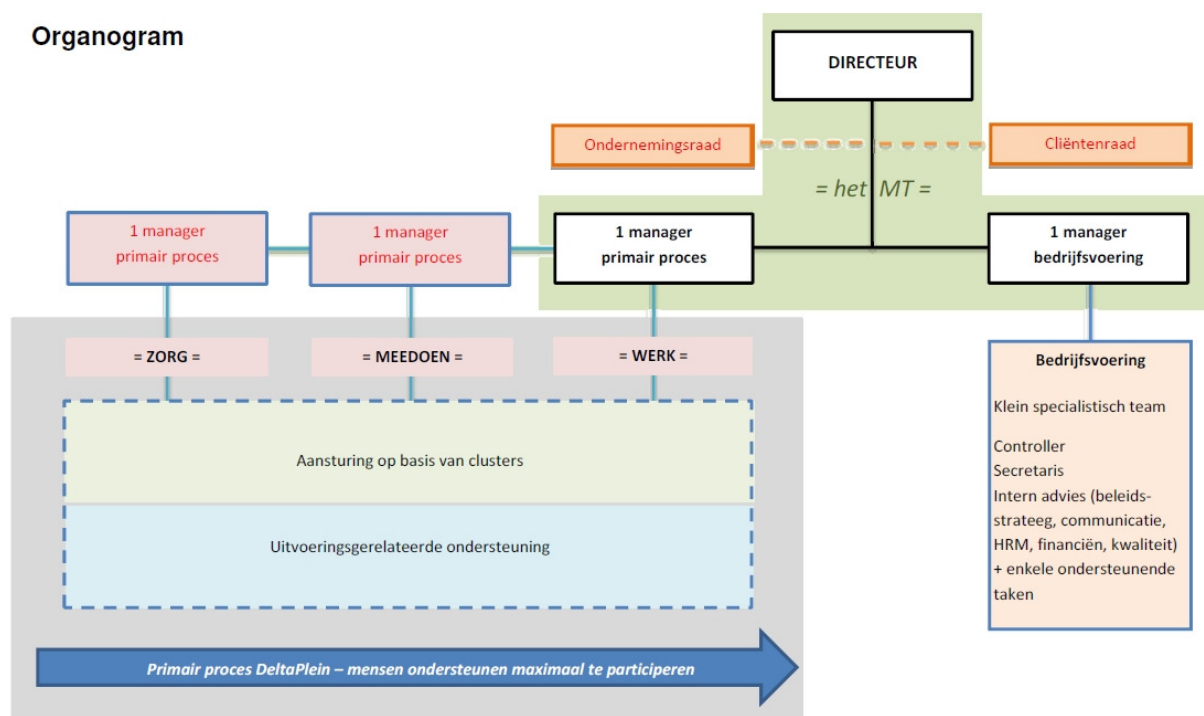 Organogram
DIRECTEUR
Ondernemingsraad
Cliëntenraad
= het MT =
1 manager
primair proces
1 manager
primair proces
1 manager
primair proces
1 manager
bedrijfsvoering
= ZORG =
= MEEDOEN =
= WERK =
Aansturing op basis van clusters
Uitvoeringsgerelateerde ondersteuning
Primair proces DeltaPlein – mensen ondersteunen maximaal te participeren
Bedrijfsvoering
Klein specialistisch team
Controller
Secretaris
Intern advies (beleids-
strateeg, communicatie,
HRM, financiën, kwaliteit)
+ enkele ondersteunende
taken